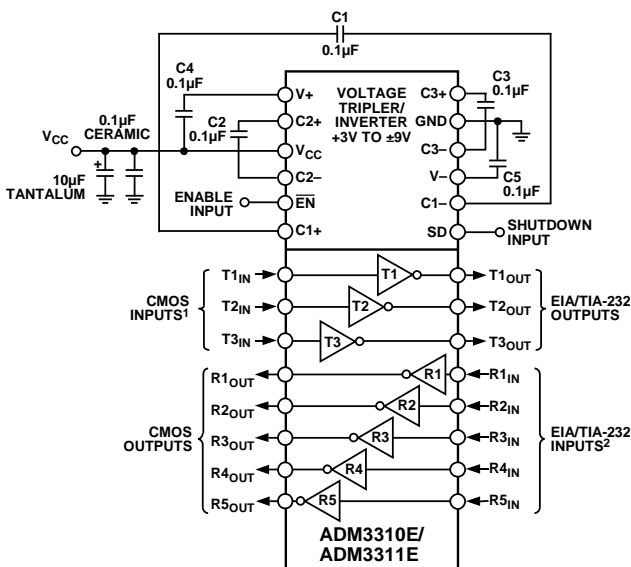 C1
0.1µF
C4
0.1µF
V+
VOLTAGE
TRIPLER/
INVERTER
+3V TO ±9V
C3+
C3
0.1µF
0.1µF
CERAMIC
C2
0.1µF
C2+
GND
VCC
VCC
C3–
+
10µF
TANTALUM
C2–
V–
C5
0.1µF
ENABLE
INPUT
EN
C1–
C1+
SD
SHUTDOWN
INPUT
CMOS
INPUTS1
T1IN
T1
T1OUT
T2IN
T2
T2OUT
T3IN
T3
T3OUT
EIA/TIA-232
OUTPUTS
CMOS
OUTPUTS
R1OUT
R1
R1IN
R2OUT
R2
R2IN
R3OUT
R3
R3IN
R4OUT
R4
R4IN
R5OUT
R5
R5IN
EIA/TIA-232
INPUTS2
ADM3310E/
ADM3311E